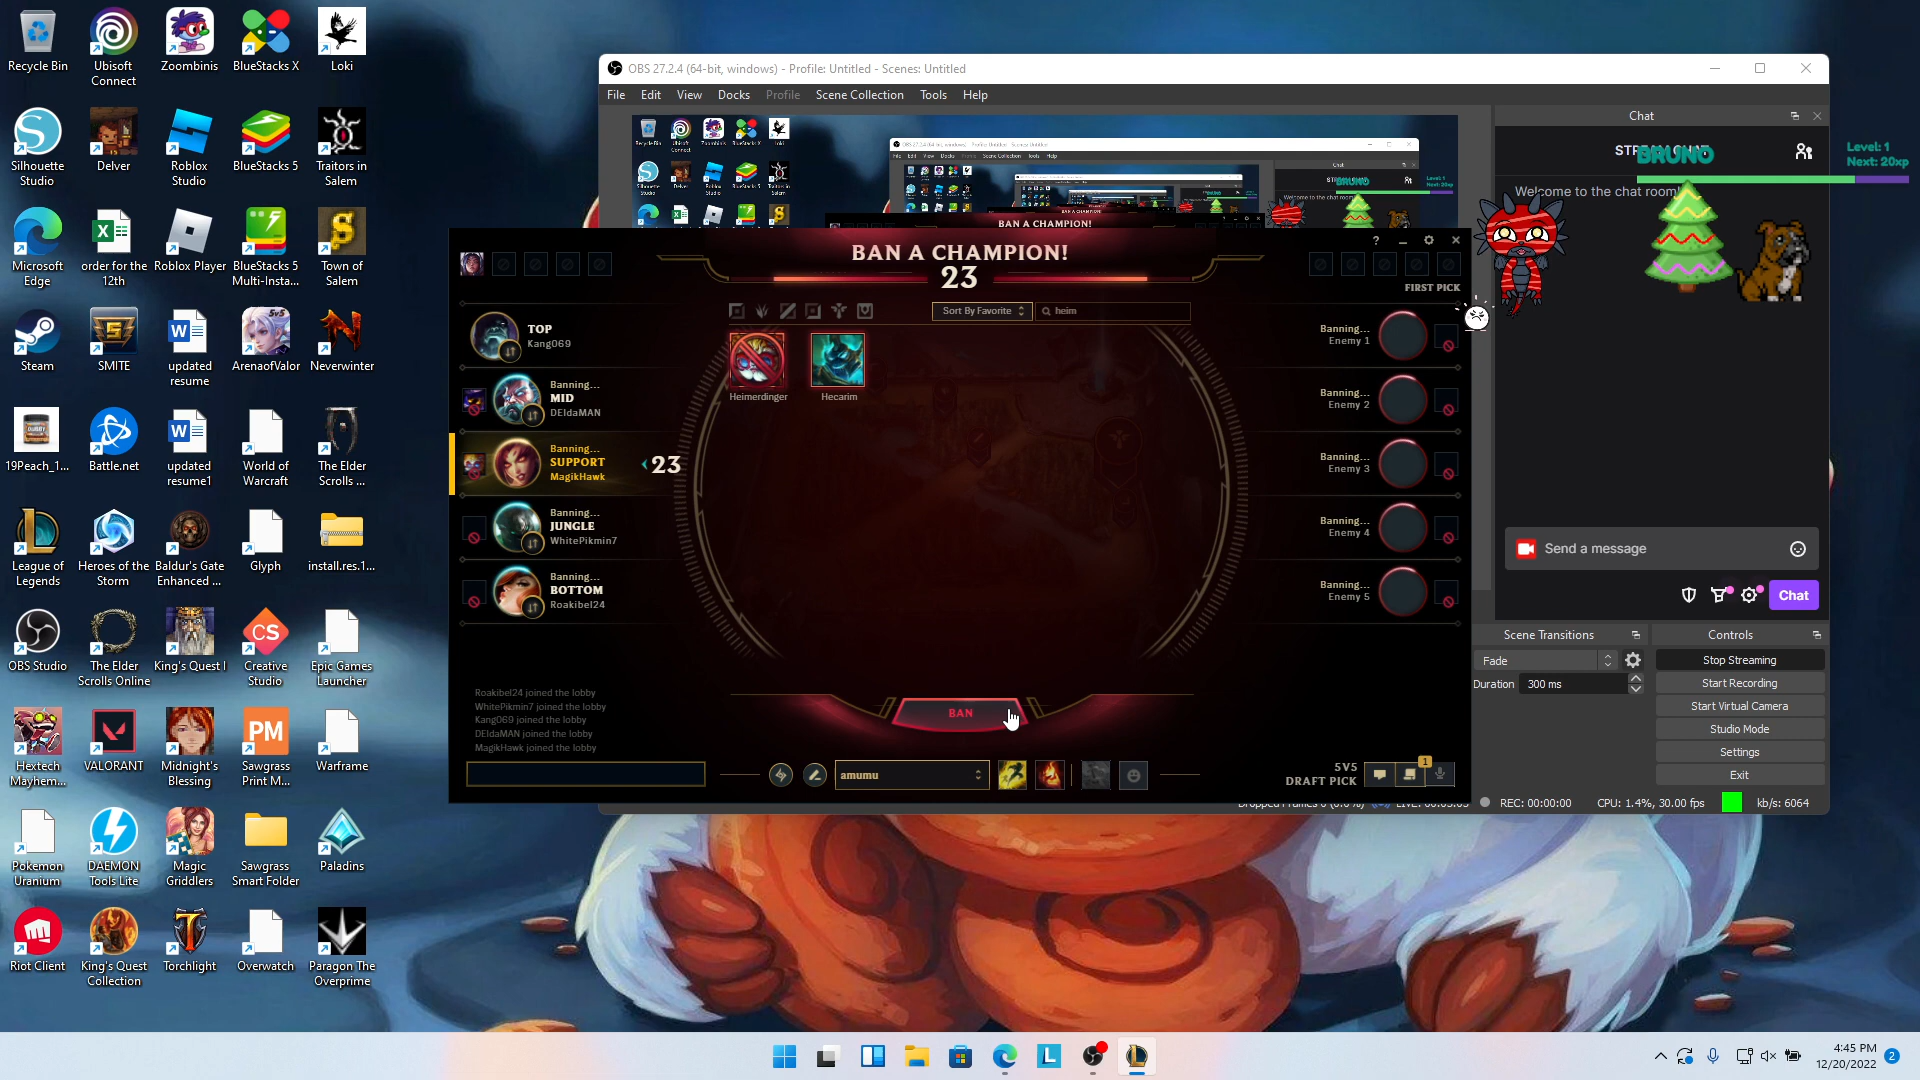 Recycle Bin
Ubisoft
Connect
Zoombinis
BlueStacks X
Loki
Silhouette
Studio
Delver
Roblox
Studio
BlueStacks 5
Traitors in
Salem
Microsoft
Edge
order for the
12th
Roblox Player
BlueStacks 5
Multi-Insta...
Town of
Salem
Steam
SMITE
updated
resume
ArenaofValor
Neverwinter
19Peach_1...
Battle.net
updated
resume1
World of
Warcraft
The Elder
Scrolls ...
League of
Legends
Heroes of the
Storm
Baldur's Gate
Enhanced ...
Glyph
install.res.1...
OBS Studio
The Elder
Scrolls Online
King's Quest I
Creative
Studio
Epic Games
Launcher
Hextech
Mayhem...
VALORANT
Midnight's
Blessing
Sawgrass
Print M...
Warframe
Pokemon
Uranium
DAEMON
Tools Lite
Magic
Griddlers
Sawgrass
Smart Folder
Paladins
Riot Client
King's Quest
Collection
Torchlight
Overwatch
Paragon The
Overprime
OBS 27.2.4 (64-bit, windows) - Profile: Untitled - Scenes: Untitled
File Edit View Docks Profile Scene Collection Tools Help
Chat
BRUNO
Level: 1
Next: 20xp
Welcome to the chat room!
BAN A CHAMPION!
BAN A CHAMPION!
23
FIRST PICK
Sort By Favorite
heim
Heimerdinger
Hecarim
TOP
Kang069
Banning...
MID
DEIdaMAN
Banning...
SUPPORT
MagikHawk
23
Banning...
JUNGLE
WhitePikmin7
Banning...
BOTTOM
Roakibel24
Banning...
Enemy 1
Banning...
Enemy 2
Banning...
Enemy 3
Banning...
Enemy 4
Banning...
Enemy 5
Roakibel24 joined the lobby
WhitePikmin7 joined the lobby
Kang069 joined the lobby
DEIdaMAN joined the lobby
MagikHawk joined the lobby
BAN
amumu
5V5
DRAFT PICK
1
Send a message
Chat
Scene Transitions
Fade
Duration 300 ms
Controls
Stop Streaming
Start Recording
Start Virtual Camera
Studio Mode
Settings
Exit
REC: 00:00:00
CPU: 1.4%, 30.00 fps
kb/s: 6064
4:45 PM
12/20/2022
2